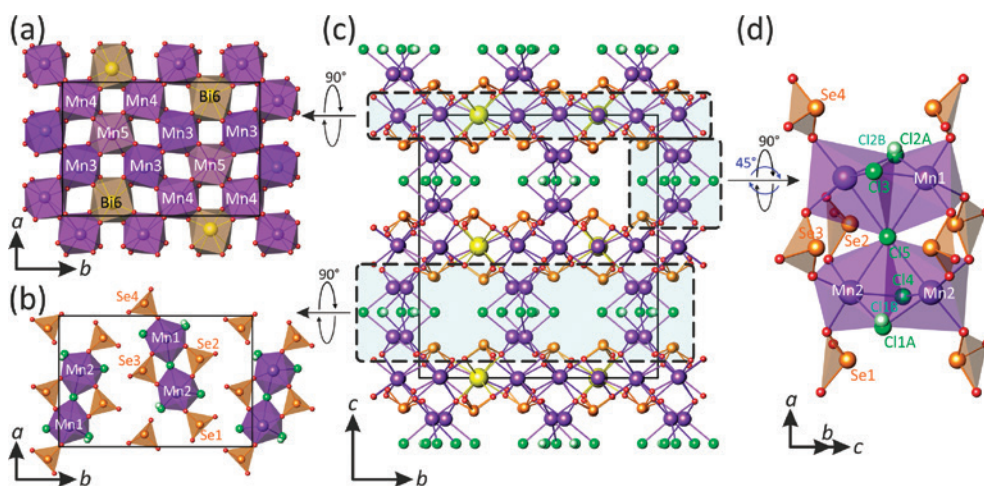 (a)
Mn4 Mn4 Bi6
Mn5 Mn3 Mn3
Mn3 Mn3 Mn5
Bi6 Mn4 Mn4
a
b
90°
(b)
Se4
Mn1
Se3 Se2
Mn2 Mn2
Mn1
Se1
a
b
90°
(c)
c
b
(d)
45° 90°
Se4
Cl2B Cl2A
Mn1
Cl3
Se3 Se2
Cl5
Mn2 Cl4 Mn2
Cl1B
Cl1A
Se1
a
b
c